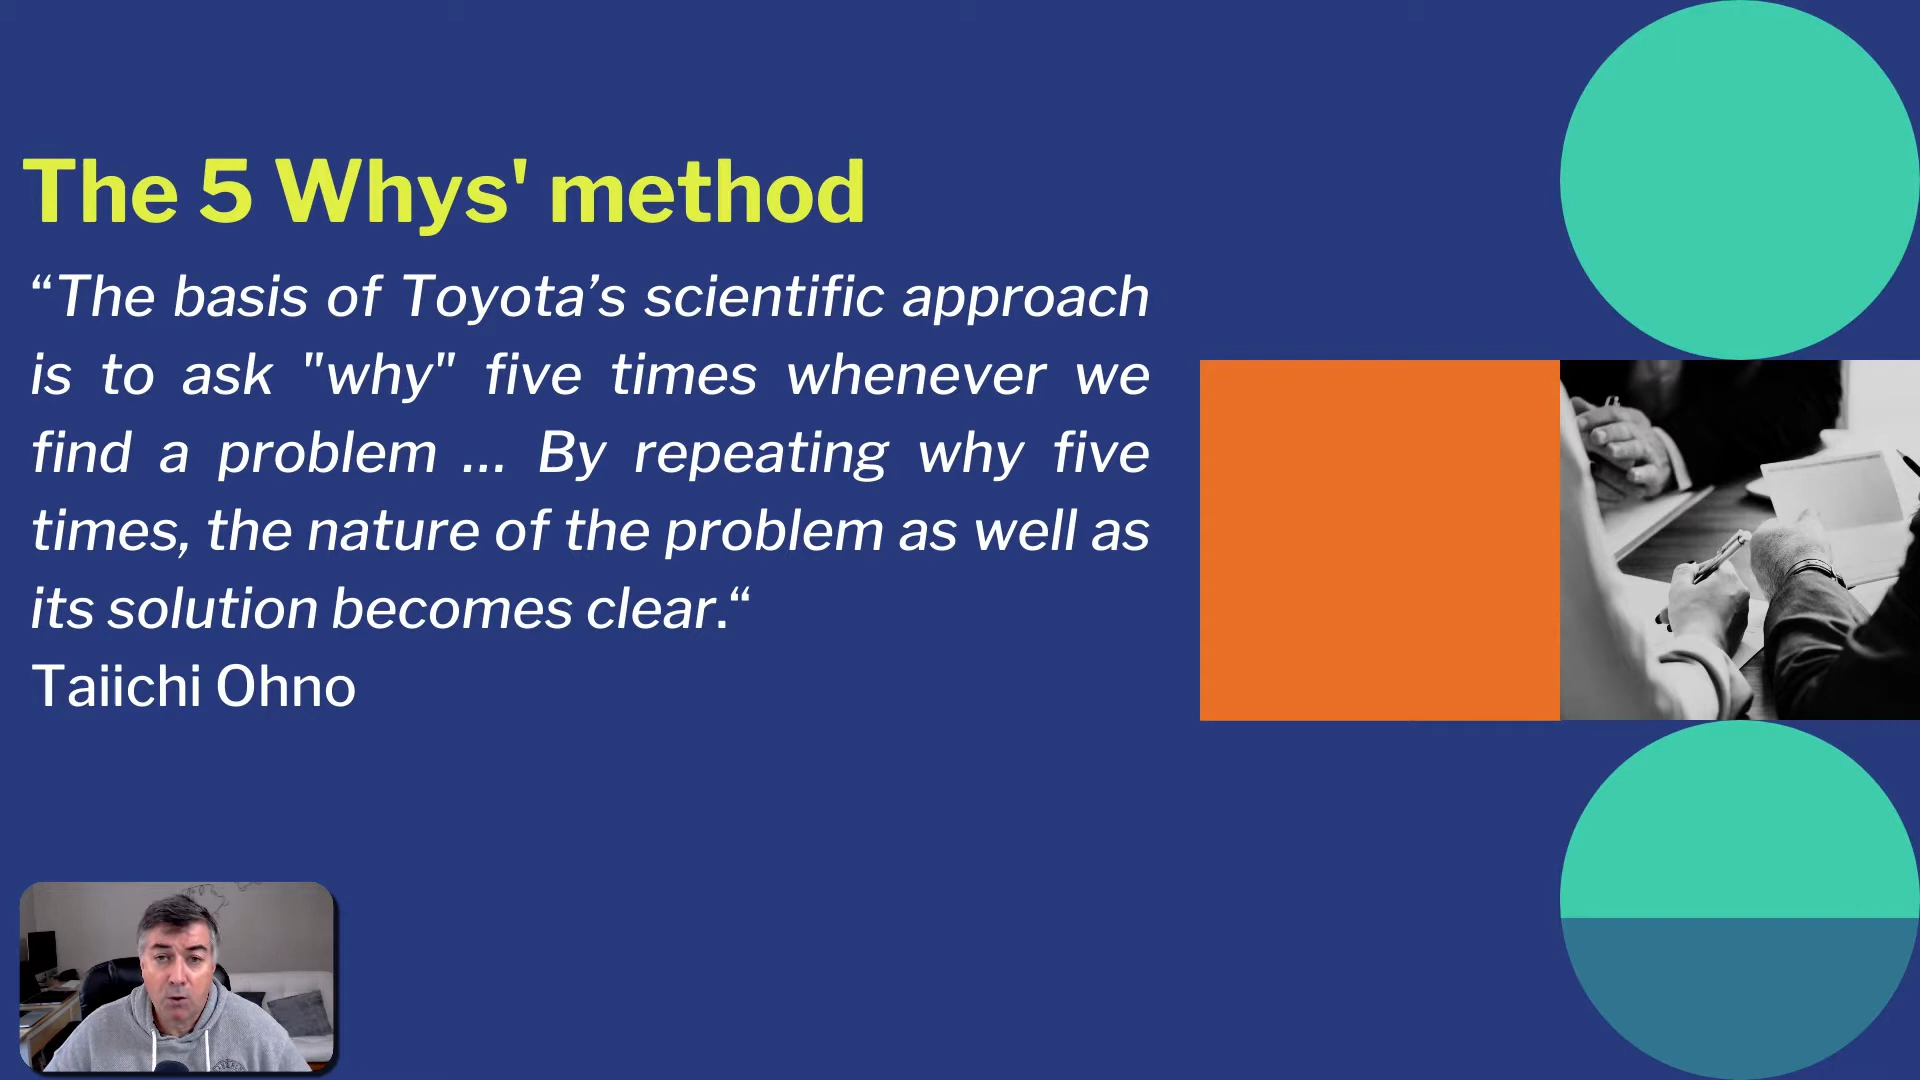 The 5 Whys' method
“The basis of Toyota’s scientific approach
is to ask "why" five times whenever we
find a problem ... By repeating why five
times, the nature of the problem as well as
its solution becomes clear.“
Taiichi Ohno